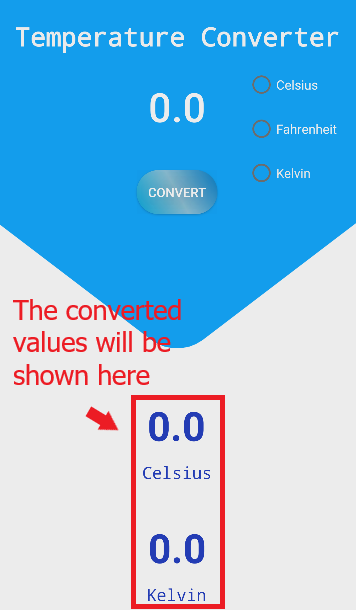 Temperature Converter
Celsius
0.0
Fahrenheit
CONVERT
Kelvin
The converted
values will be
shown here
0.0
Celsius
0.0
Kelvin